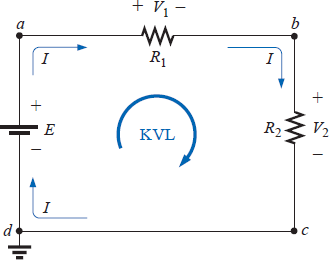 + V₁ −
a
b
I
R₁
I
+
E
−
KVL
R₂
+
V₂
−
I
d
c